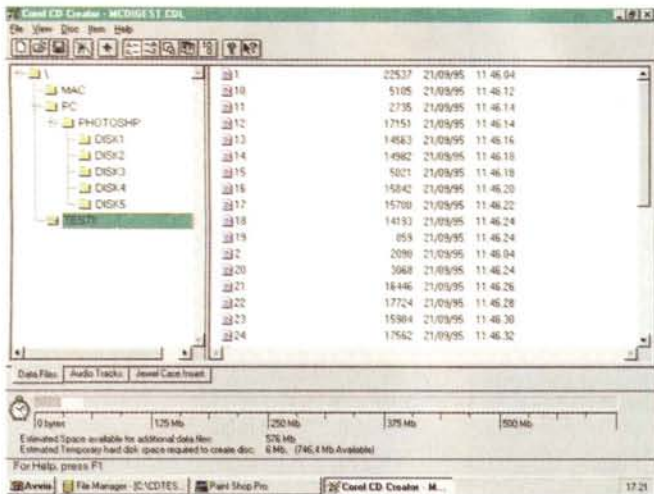 Corel CD Creator - MCDIGEST.CDL
File View Disc Item Help
\
MAC
PC
PHOTOSHP
DISK1
DISK2
DISK3
DISK4
DISK5
1 22537 21/09/95 11.46.04
10 5105 21/09/95 11.46.12
11 2735 21/09/95 11.46.14
12 17151 21/09/95 11.46.14
13 14563 21/09/95 11.46.16
14 14982 21/09/95 11.46.18
15 5021 21/09/95 11.46.18
16 15842 21/09/95 11.46.20
17 15780 21/09/95 11.46.22
18 14193 21/09/95 11.46.24
19 859 21/09/95 11.46.24
2 2090 21/09/95 11.46.04
20 3068 21/09/95 11.46.24
21 16446 21/09/95 11.46.26
22 17724 21/09/95 11.46.28
23 15984 21/09/95 11.46.30
24 17562 21/09/95 11.46.32
Data Files Audio Tracks Jewel Case Insert
0 bytes 125 Mb 250 Mb 375 Mb 500 Mb
Estimated Space available for additional data files: 576 Mb
Estimated Temporary hard disk space required to create disc: 6 Mb. (746,4 Mb Available)
For Help, press F1
Avvio File Manager - [C:\CDTES... Paint Shop Pro Corel CD Creator - M... 17.21